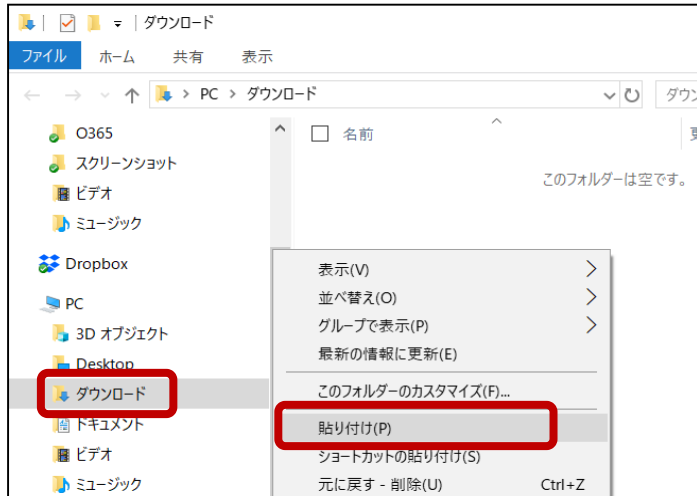 ダウンロード
ファイル ホーム 共有 表示
PC > ダウンロード
O365
スクリーンショット
ビデオ
ミュージック
Dropbox
PC
3D オブジェクト
Desktop
ダウンロード
ドキュメント
ビデオ
ミュージック
名前
このフォルダーは空です。
表示(V)
並べ替え(O)
グループで表示(P)
最新の情報に更新(E)
このフォルダーのカスタマイズ(F)...
貼り付け(P)
ショートカットの貼り付け(S)
元に戻す - 削除(U) Ctrl+Z